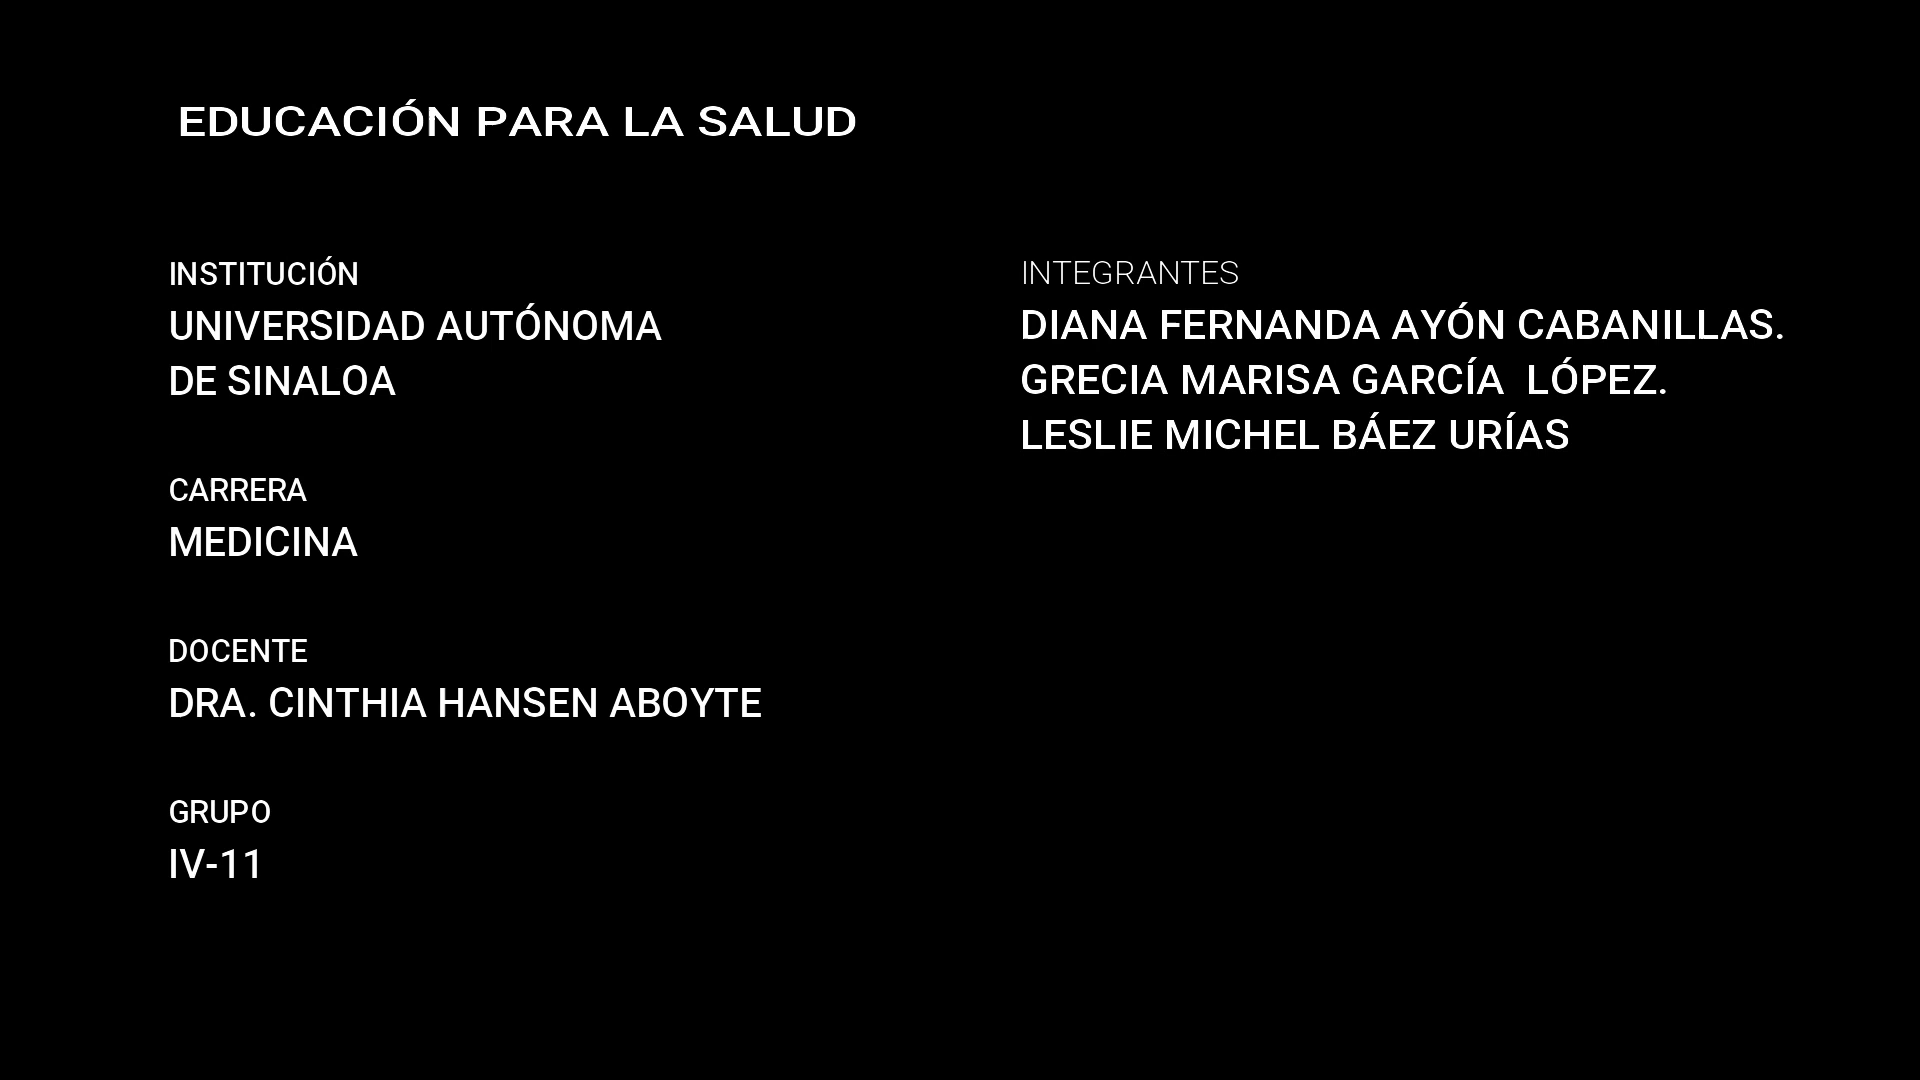 EDUCACIÓN PARA LA SALUD
INSTITUCIÓN
UNIVERSIDAD AUTÓNOMA
DE SINALOA
CARRERA
MEDICINA
DOCENTE
DRA. CINTHIA HANSEN ABOYTE
GRUPO
IV-11
INTEGRANTES
DIANA FERNANDA AYÓN CABANILLAS.
GRECIA MARISA GARCÍA  LÓPEZ.
LESLIE MICHEL BÁEZ URÍAS